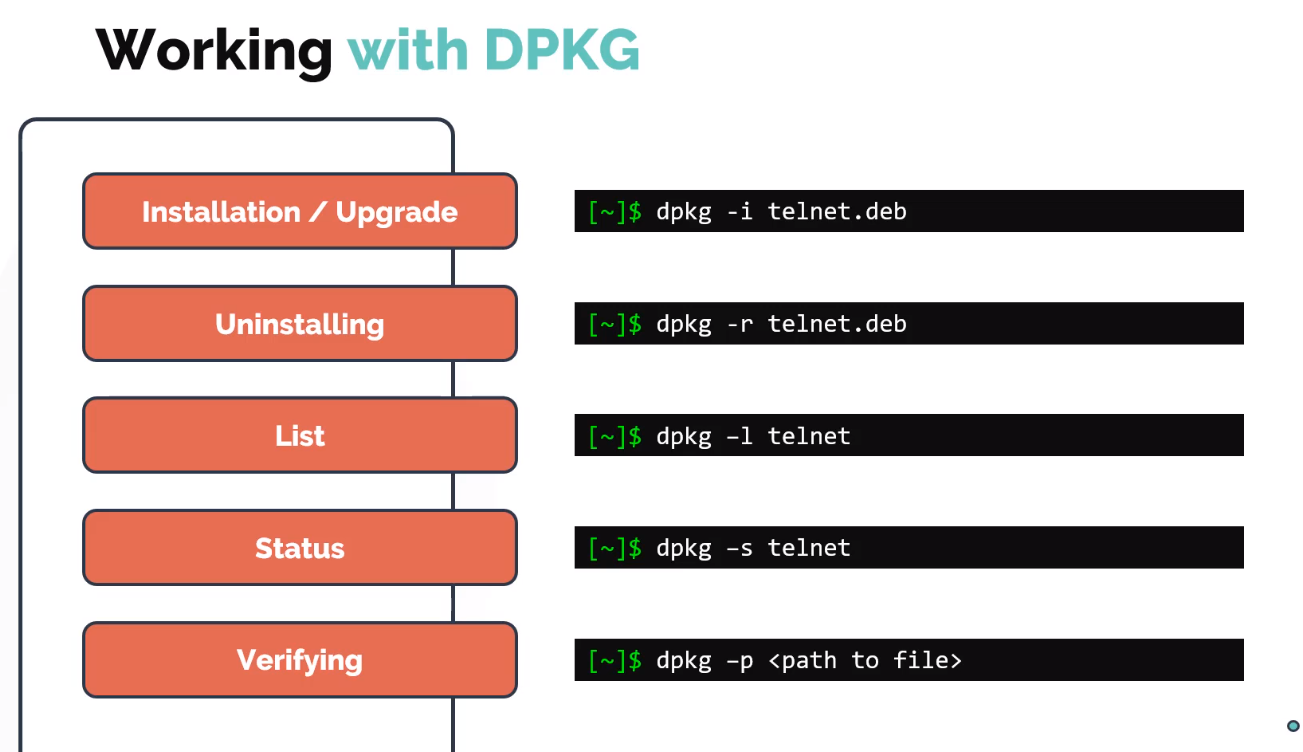 Working with DPKG
Installation / Upgrade
[~]$ dpkg -i telnet.deb
Uninstalling
[~]$ dpkg -r telnet.deb
List
[~]$ dpkg –l telnet
Status
[~]$ dpkg –s telnet
Verifying
[~]$ dpkg –p <path to file>